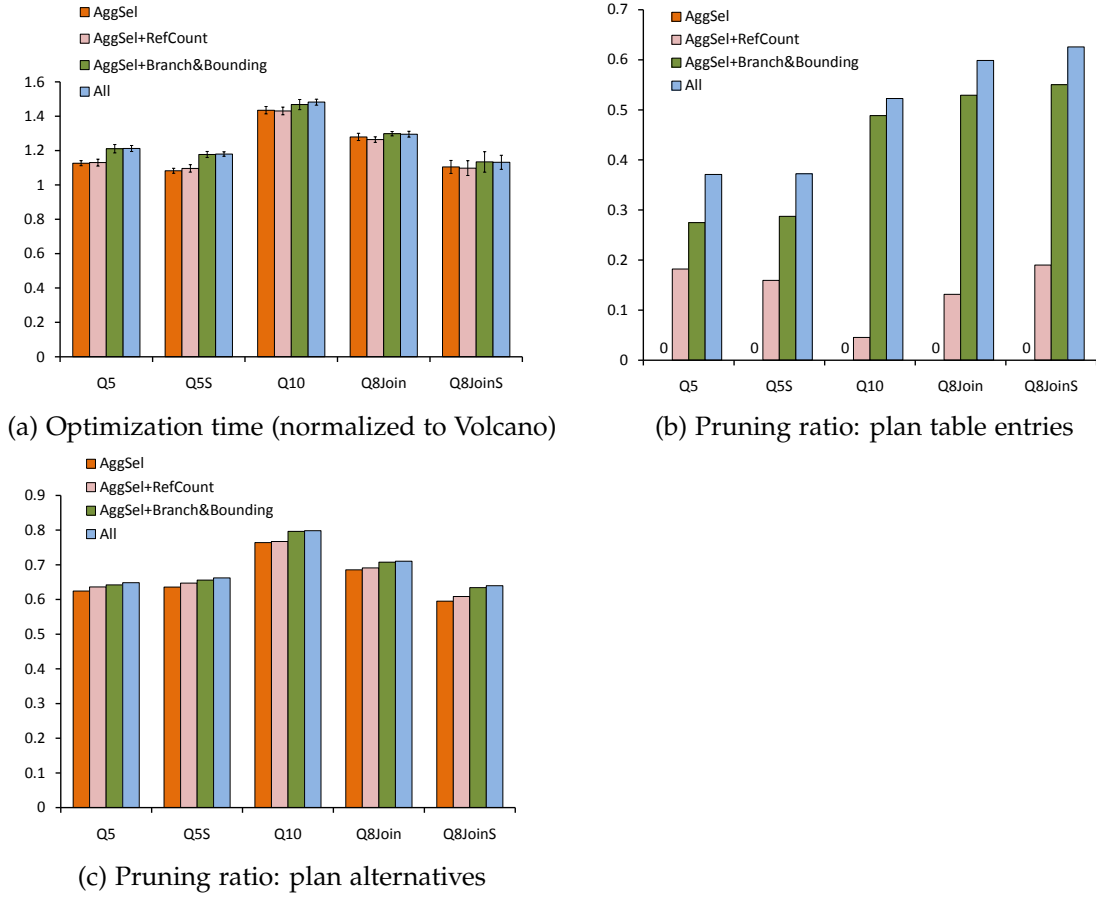 AggSel
AggSel+RefCount
AggSel+Branch&Bounding
All
1.6
1.4
1.2
1
0.8
0.6
0.4
0.2
0
Q5 Q5S Q10 Q8Join Q8JoinS
(a) Optimization time (normalized to Volcano)
0.7
AggSel
AggSel+RefCount
0.6
AggSel+Branch&Bounding
All
0.5
0.4
0.3
0.2
0.1
0 0 0 0 0
0
Q5 Q5S Q10 Q8Join Q8JoinS
(b) Pruning ratio: plan table entries
AggSel
AggSel+RefCount
0.9
AggSel+Branch&Bounding
0.8
All
0.7
0.6
0.5
0.4
0.3
0.2
0.1
0
Q5 Q5S Q10 Q8Join Q8JoinS
(c) Pruning ratio: plan alternatives